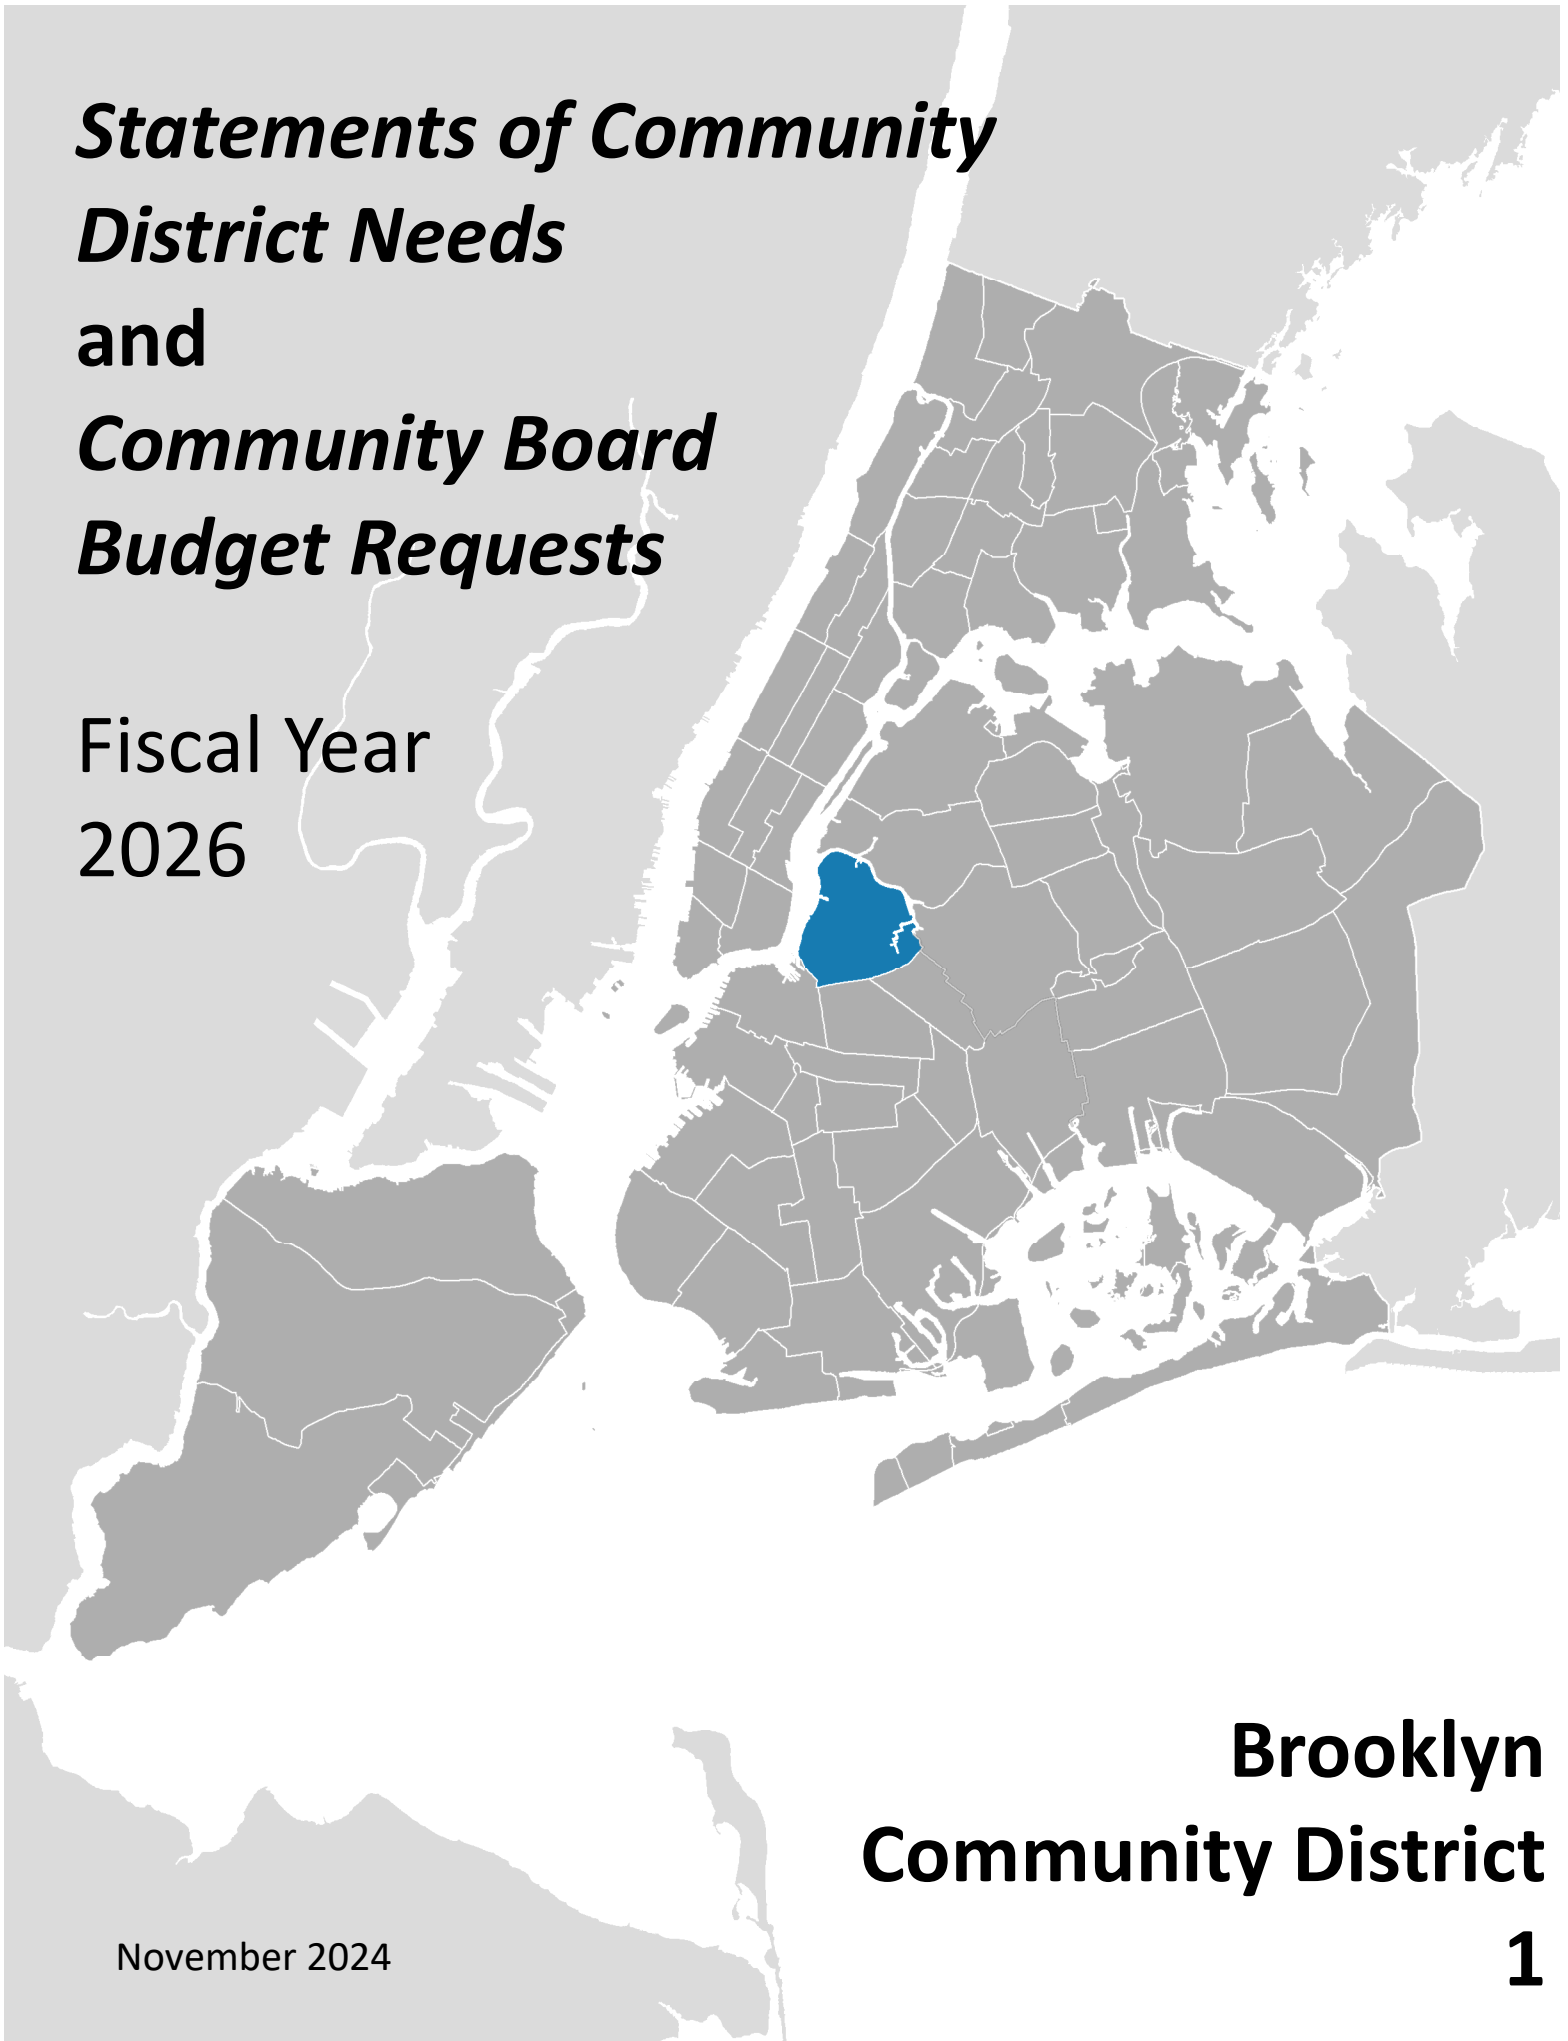 Statements of Community
District Needs
and
Community Board
Budget Requests
Fiscal Year
2026
Brooklyn
Community District
1
November 2024